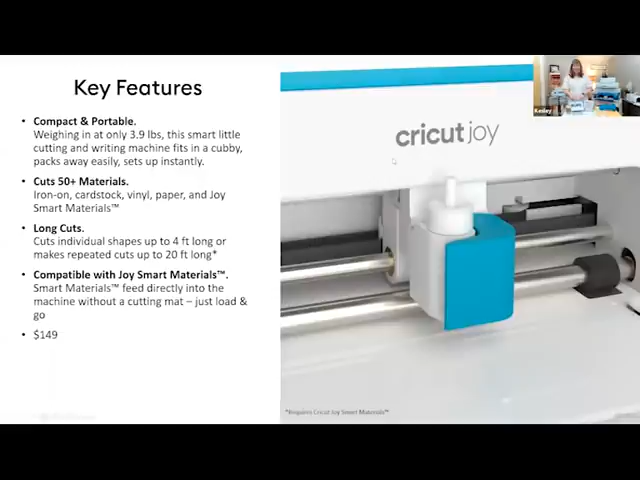 Key Features
• Compact & Portable.
Weighing in at only 3.9 lbs, this smart little
cutting and writing machine fits in a cubby,
packs away easily, sets up instantly.
• Cuts 50+ Materials.
Iron-on, cardstock, vinyl, paper, and Joy
Smart Materials™
• Long Cuts.
Cuts individual shapes up to 4 ft long or
makes repeated cuts up to 20 ft long*
• Compatible with Joy Smart Materials™.
Smart Materials™ feed directly into the
machine without a cutting mat – just load &
go
• $149
cricut joy
*Requires Cricut Joy Smart Materials™